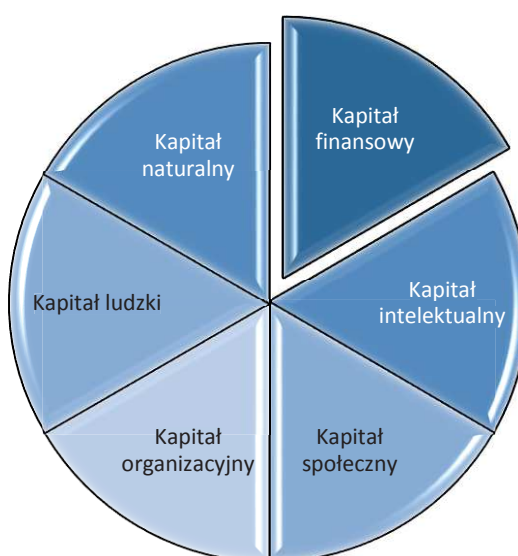 Kapitał
finansowy
Kapitał
intelektualny
Kapitał
społeczny
Kapitał
organizacyjny
Kapitał ludzki
Kapitał
naturalny